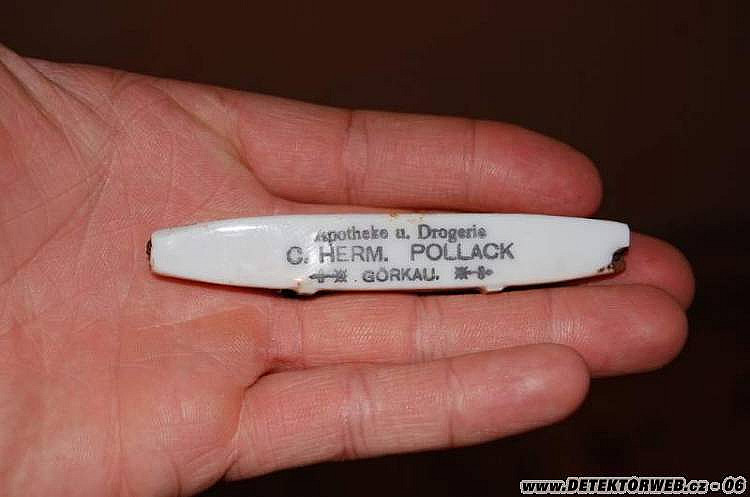 Apotheke u. Drogerie
C. HERM. POLLACK
GÖRKAU.
www.DETEKTORWEB.cz - 06